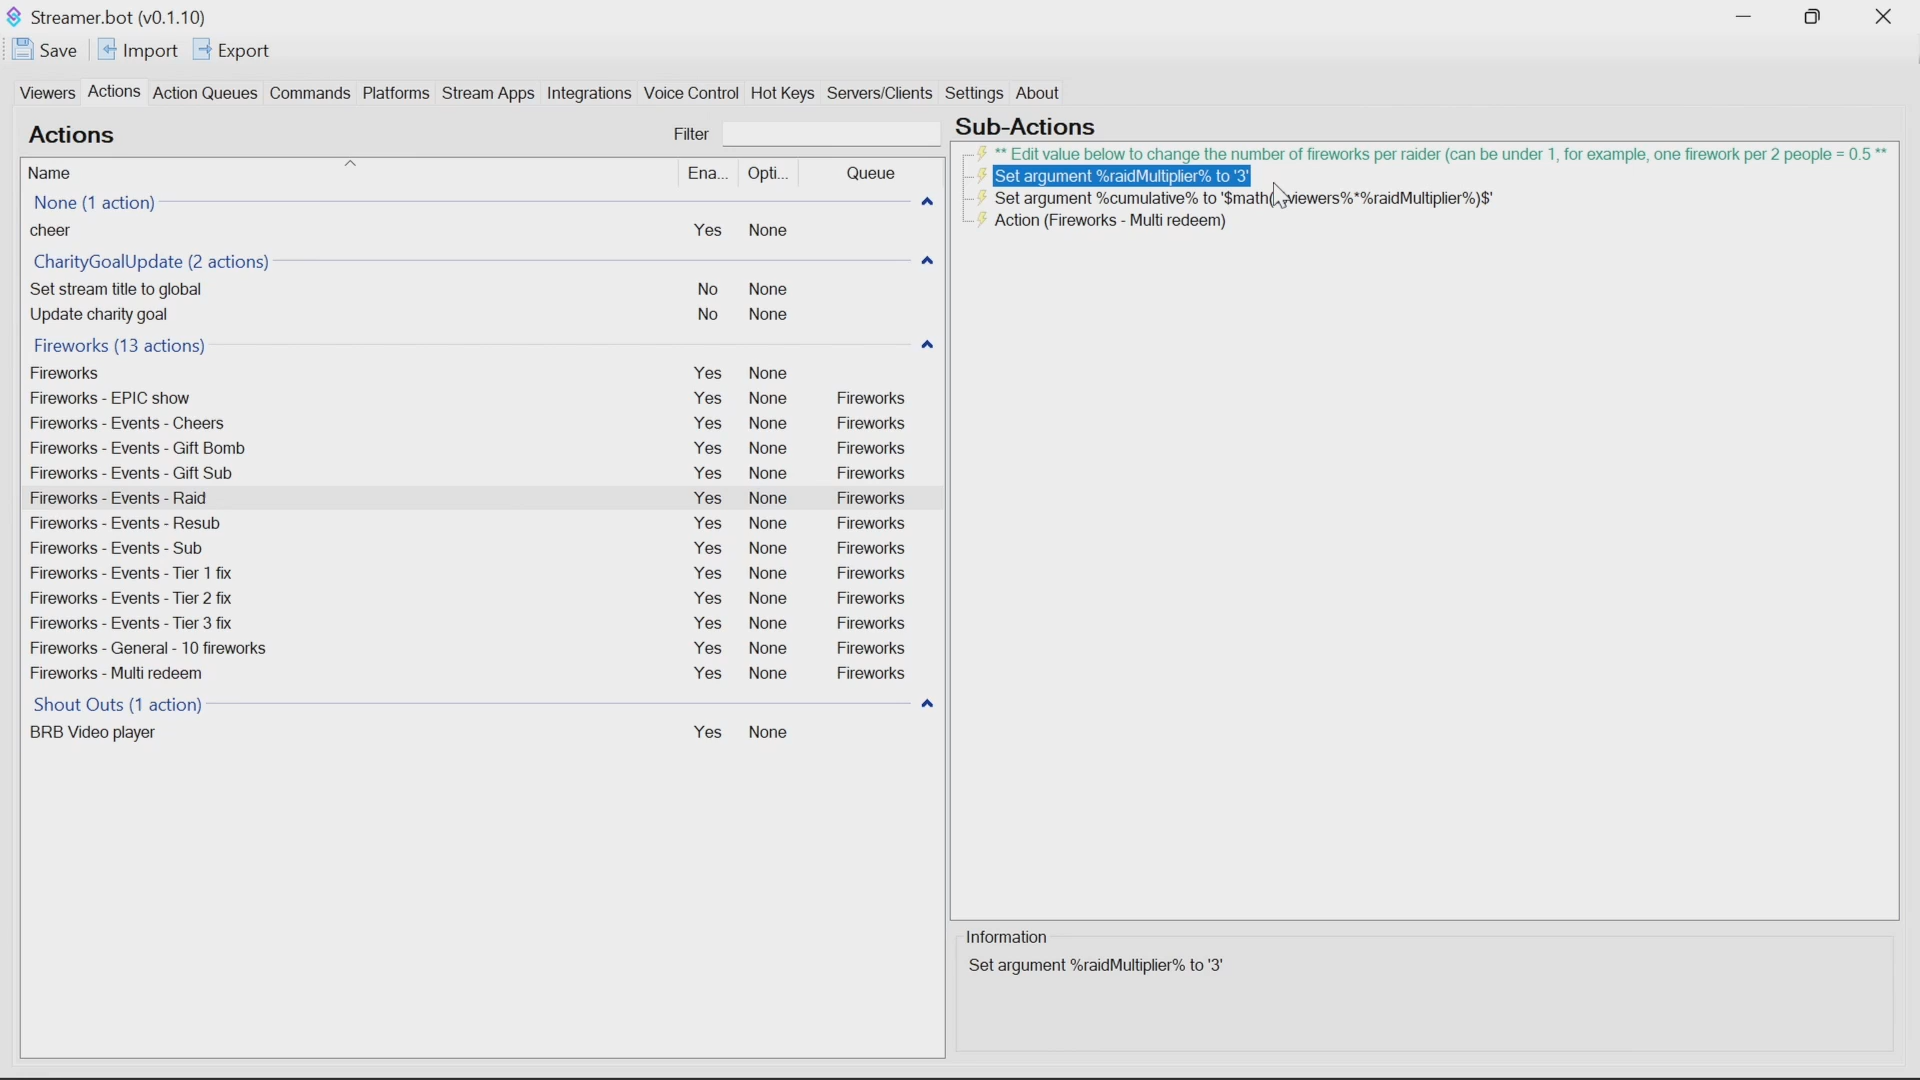 Streamer.bot (v0.1.10)
Save Import Export
Viewers Actions Action Queues Commands Platforms Stream Apps Integrations Voice Control Hot Keys Servers/Clients Settings About
Actions Filter
Name Ena... Opti... Queue
None (1 action)
cheer Yes None
CharityGoalUpdate (2 actions)
Set stream title to global No None
Update charity goal No None
Fireworks (13 actions)
Fireworks Yes None
Fireworks - EPIC show Yes None Fireworks
Fireworks - Events - Cheers Yes None Fireworks
Fireworks - Events - Gift Bomb Yes None Fireworks
Fireworks - Events - Gift Sub Yes None Fireworks
Fireworks - Events - Raid Yes None Fireworks
Fireworks - Events - Resub Yes None Fireworks
Fireworks - Events - Sub Yes None Fireworks
Fireworks - Events - Tier 1 fix Yes None Fireworks
Fireworks - Events - Tier 2 fix Yes None Fireworks
Fireworks - Events - Tier 3 fix Yes None Fireworks
Fireworks - General - 10 fireworks Yes None Fireworks
Fireworks - Multi redeem Yes None Fireworks
Shout Outs (1 action)
BRB Video player Yes None
Sub-Actions
** Edit value below to change the number of fireworks per raider (can be under 1, for example, one firework per 2 people = 0.5 **
Set argument %raidMultiplier% to '3'
Set argument %cumulative% to '$math(%viewers%*%raidMultiplier%)$'
Action (Fireworks - Multi redeem)
Information
Set argument %raidMultiplier% to '3'